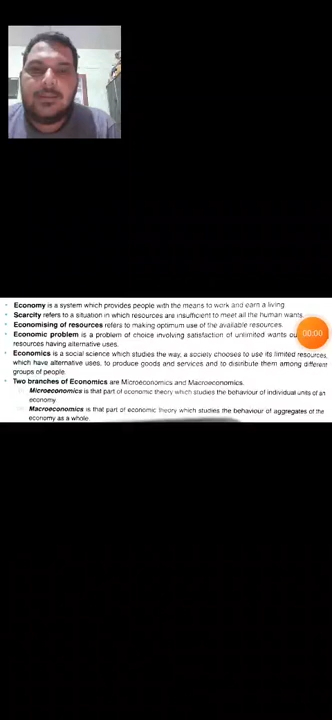 • Economy is a system which provides people with the means to work and earn a living
• Scarcity refers to a situation in which resources are insufficient to meet all the human wants.
• Economising of resources refers to making optimum use of the available resources.
• Economic problem is a problem of choice involving satisfaction of unlimited wants
00:00
resources having alternative uses.
• Economics is a social science which studies the way, a society chooses to use its limited resources,
which have alternative uses, to produce goods and services and to distribute them among different
groups of people.
• Two branches of Economics are Microeconomics and Macroeconomics.
Microeconomics is that part of economic theory which studies the behaviour of individual units of an
economy
Macroeconomics is that part of economic theory which studies the behaviour of aggregates of the
economy as a whole.